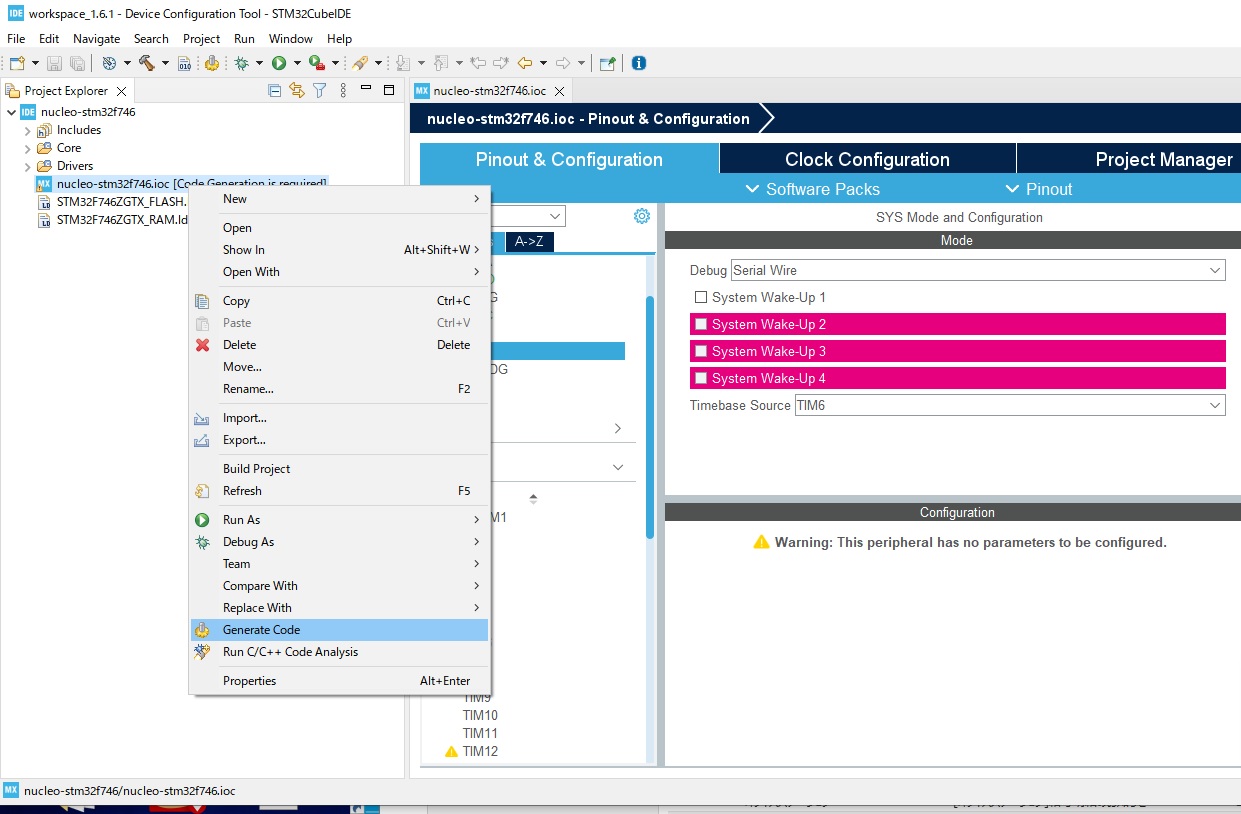 IDE workspace_1.6.1 - Device Configuration Tool - STM32CubeIDE
File Edit Navigate Search Project Run Window Help
Project Explorer
MX nucleo-stm32f746.ioc
IDE nucleo-stm32f746
Includes
Core
Drivers
MX nucleo-stm32f746.ioc [Code Generation is required]
STM32F746ZGTX_FLASH.
STM32F746ZGTX_RAM.ld
New
Open
Show In Alt+Shift+W
Open With
Copy Ctrl+C
Paste Ctrl+V
Delete Delete
Move...
Rename... F2
Import...
Export...
Build Project
Refresh F5
Run As
Debug As
Team
Compare With
Replace With
Generate Code
Run C/C++ Code Analysis
Properties Alt+Enter
nucleo-stm32f746.ioc - Pinout & Configuration
Pinout & Configuration Clock Configuration Project Manager
Software Packs Pinout
A->Z
G
DG
M1
TIM9
TIM10
TIM11
TIM12
SYS Mode and Configuration
Mode
Debug Serial Wire
System Wake-Up 1
System Wake-Up 2
System Wake-Up 3
System Wake-Up 4
Timebase Source TIM6
Configuration
Warning: This peripheral has no parameters to be configured.
MX nucleo-stm32f746/nucleo-stm32f746.ioc